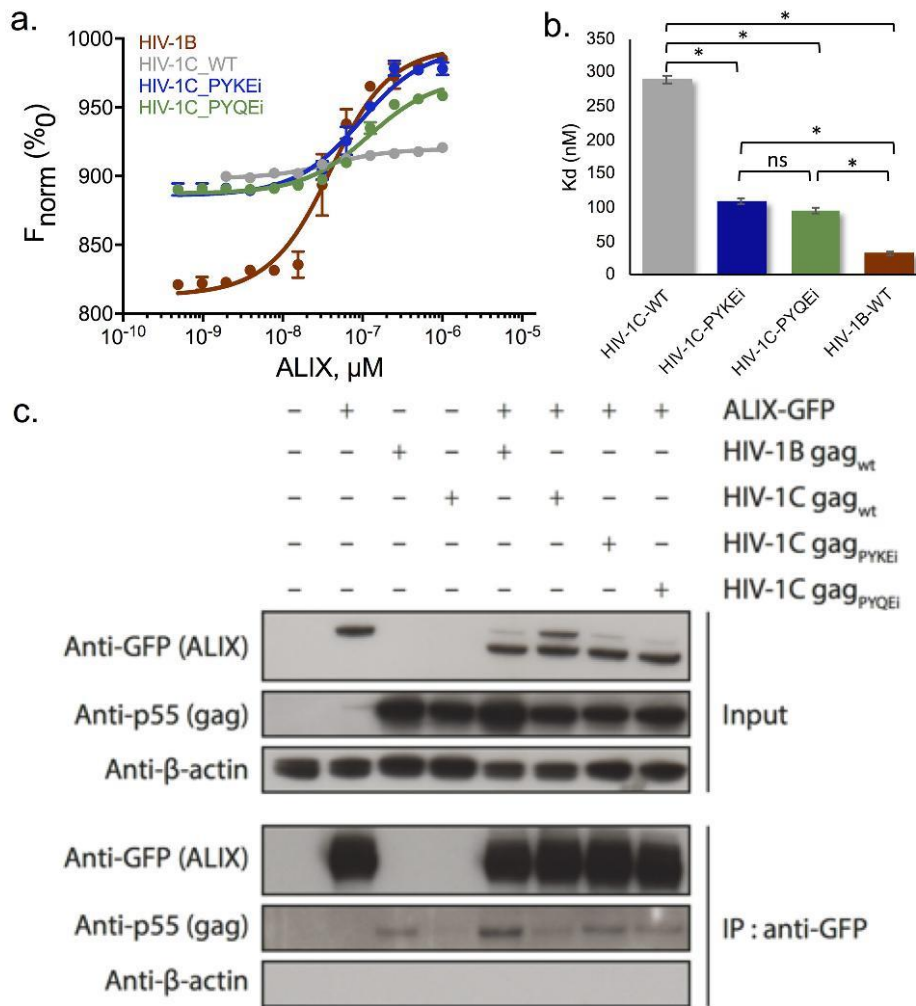 a.
HIV-1B
HIV-1C_WT
HIV-1C_PYKEi
HIV-1C_PYQEi
Fnorm (%0)
1000
950
900
850
800
10-10 10-9 10-8 10-7 10-6 10-5
ALIX, µM
b.
* * *
* ns *
Kd (nM)
350
300
250
200
150
100
50
0
HIV-1C-WT
HIV-1C-PYKEi
HIV-1C-PYQEi
HIV-1B-WT
c.
– + – – + + + + ALIX-GFP
– – + – + – – – HIV-1B gagwt
– – – + – + – – HIV-1C gagwt
– – – – – – + – HIV-1C gagPYKEi
– – – – – – – + HIV-1C gagPYQEi
Anti-GFP (ALIX)
Anti-p55 (gag) Input
Anti-β-actin
Anti-GFP (ALIX)
Anti-p55 (gag) IP : anti-GFP
Anti-β-actin